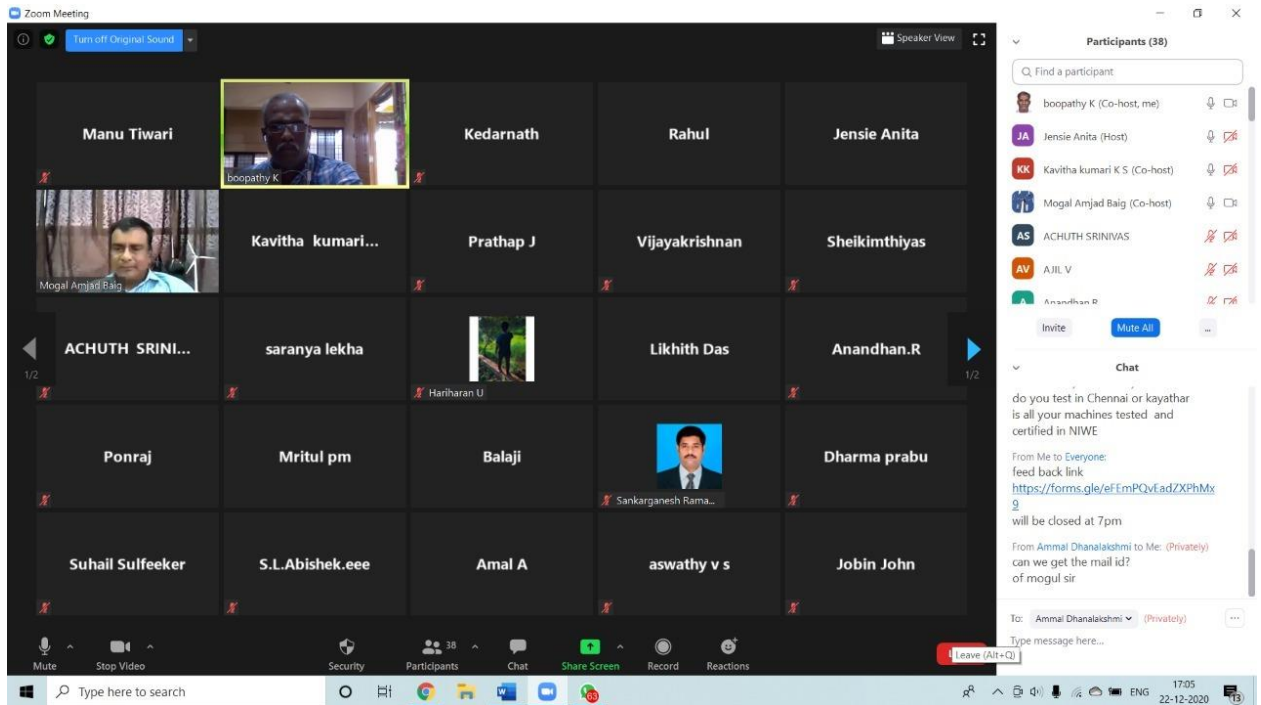 Zoom Meeting
Turn off Original Sound
Speaker View
Manu Tiwari
boopathy K
Kedarnath
Rahul
Jensie Anita
Mogal Amjad Baig
Kavitha kumari...
Prathap J
Vijayakrishnan
Sheikimthiyas
1/2
ACHUTH SRINI...
saranya lekha
Hariharan U
Likhith Das
Anandhan.R
1/2
Ponraj
Mritul pm
Balaji
Sankarganesh Rama...
Dharma prabu
Suhail Sulfeeker
S.L.Abishek.eee
Amal A
aswathy v s
Jobin John
Mute
Stop Video
Security
38
Participants
Chat
Share Screen
Record
Reactions
Leave (Alt+Q)
Participants (38)
Find a participant
boopathy K (Co-host, me)
JA Jensie Anita (Host)
KK Kavitha kumari K S (Co-host)
Mogal Amjad Baig (Co-host)
AS ACHUTH SRINIVAS
AV AJIL V
Anandhan R
Invite
Mute All
...
Chat
do you test in Chennai or kayathar
is all your machines tested and
certified in NIWE
From Me to Everyone:
feed back link
https://forms.gle/eFEmPQvEadZXPhMx
9
will be closed at 7pm
From Ammal Dhanalakshmi to Me: (Privately)
can we get the mail id?
of mogul sir
To: Ammal Dhanalakshmi (Privately)
...
Type message here...
Type here to search
63
ENG
17:05
22-12-2020
13